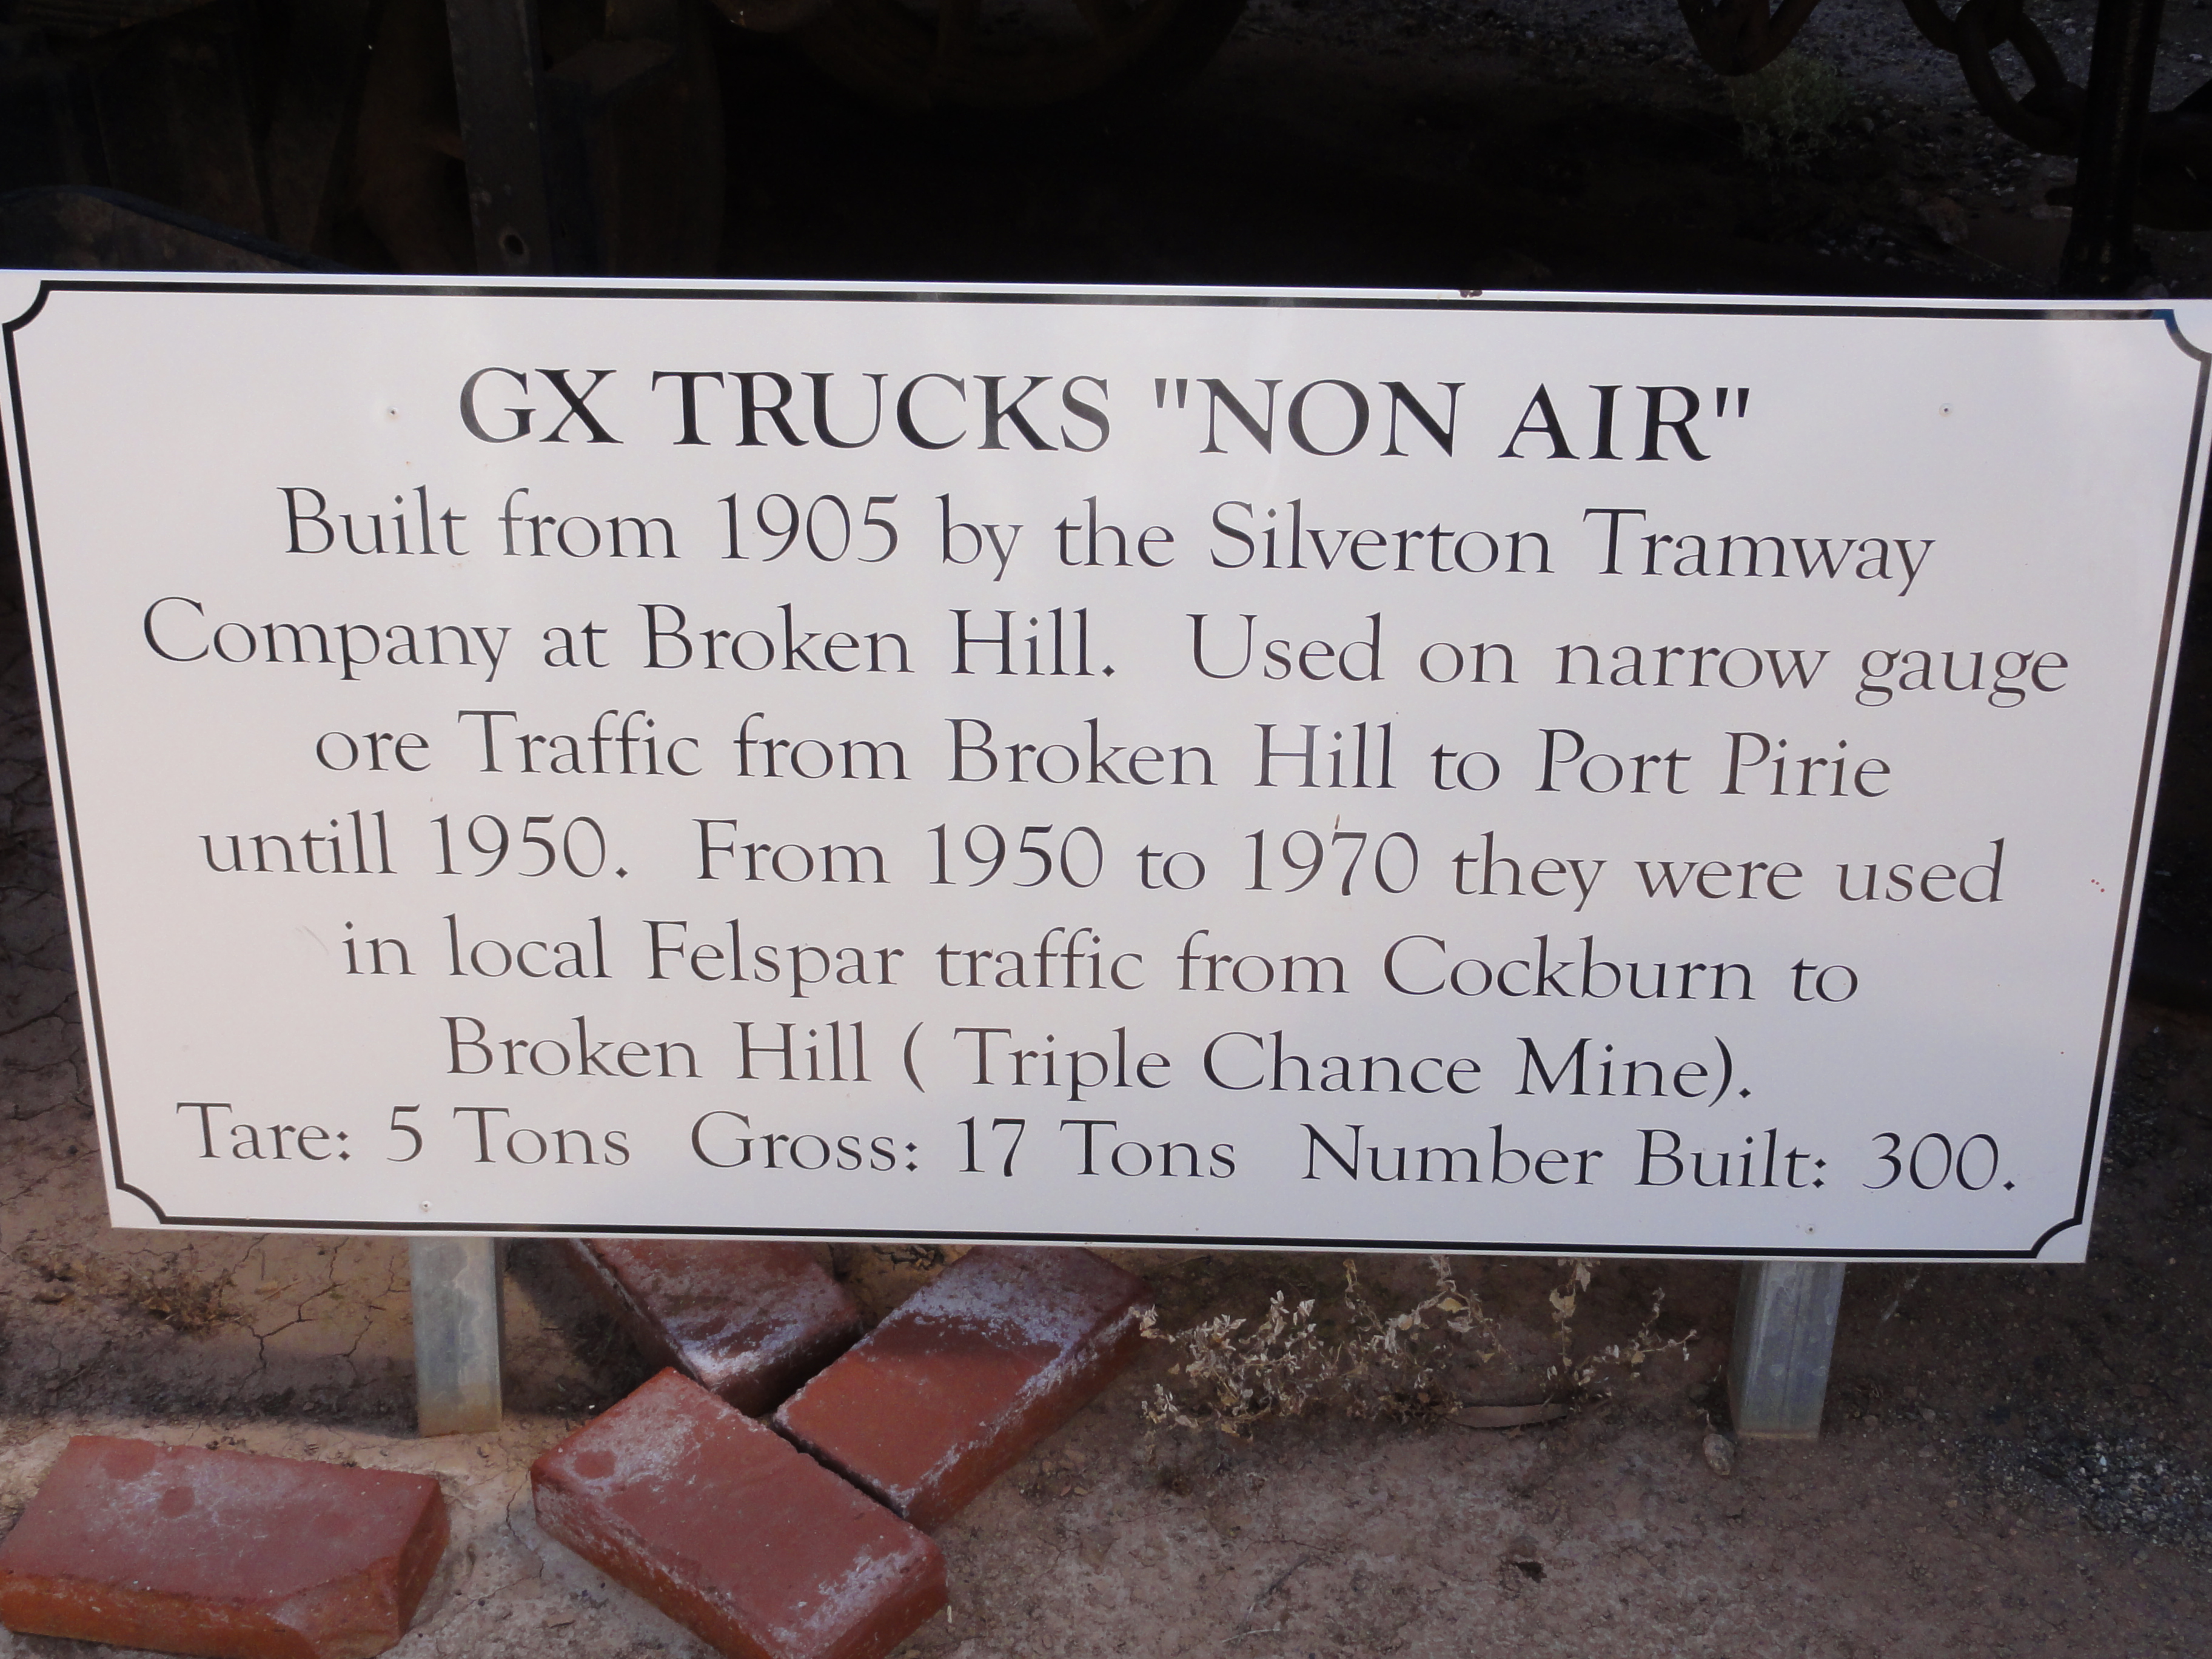 GX TRUCKS "NON AIR"
Built from 1905 by the Silverton Tramway
Company at Broken Hill. Used on narrow gauge
ore Traffic from Broken Hill to Port Pirie
untill 1950. From 1950 to 1970 they were used
in local Felspar traffic from Cockburn to
Broken Hill ( Triple Chance Mine).
Tare: 5 Tons Gross: 17 Tons Number Built: 300.